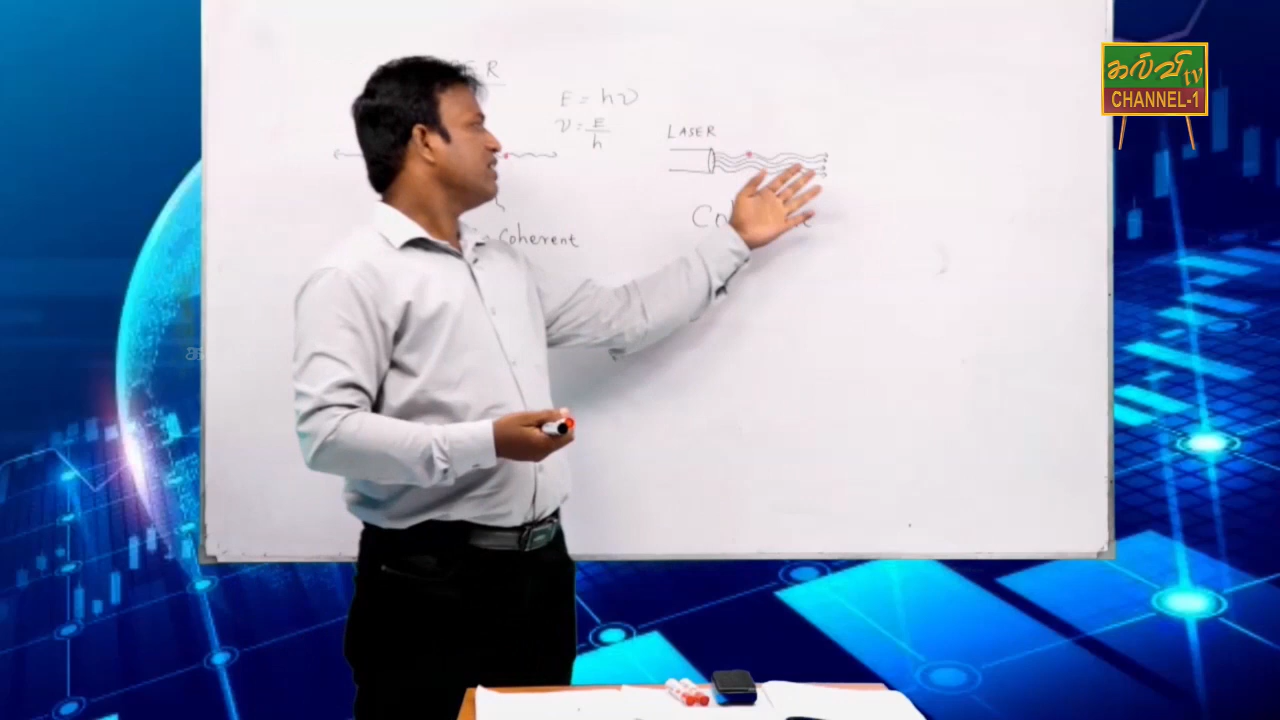 E = hν
ν = E/h
LASER
Coherent
கல்வி tv
CHANNEL-1